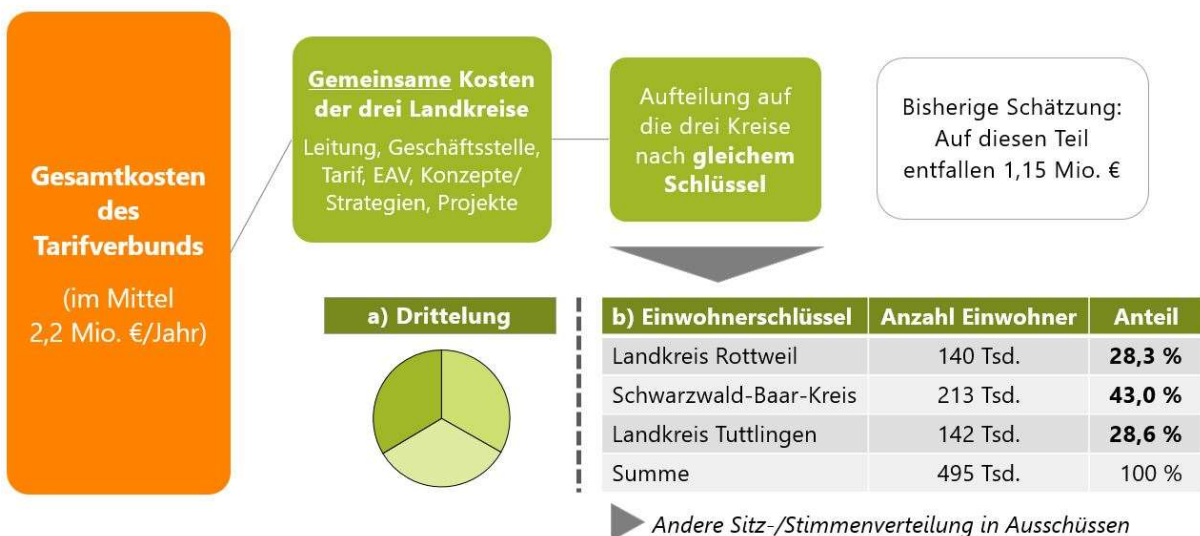 Gesamtkosten
des
Tarifverbunds
(im Mittel
2,2 Mio. €/Jahr)
Gemeinsame Kosten
der drei Landkreise
Leitung, Geschäftsstelle,
Tarif, EAV, Konzepte/
Strategien, Projekte
Aufteilung auf
die drei Kreise
nach gleichem
Schlüssel
Bisherige Schätzung:
Auf diesen Teil
entfallen 1,15 Mio. €
a) Drittelung
b) Einwohnerschlüssel Anzahl Einwohner Anteil
Landkreis Rottweil 140 Tsd. 28,3 %
Schwarzwald-Baar-Kreis 213 Tsd. 43,0 %
Landkreis Tuttlingen 142 Tsd. 28,6 %
Summe 495 Tsd. 100 %
Andere Sitz-/Stimmenverteilung in Ausschüssen